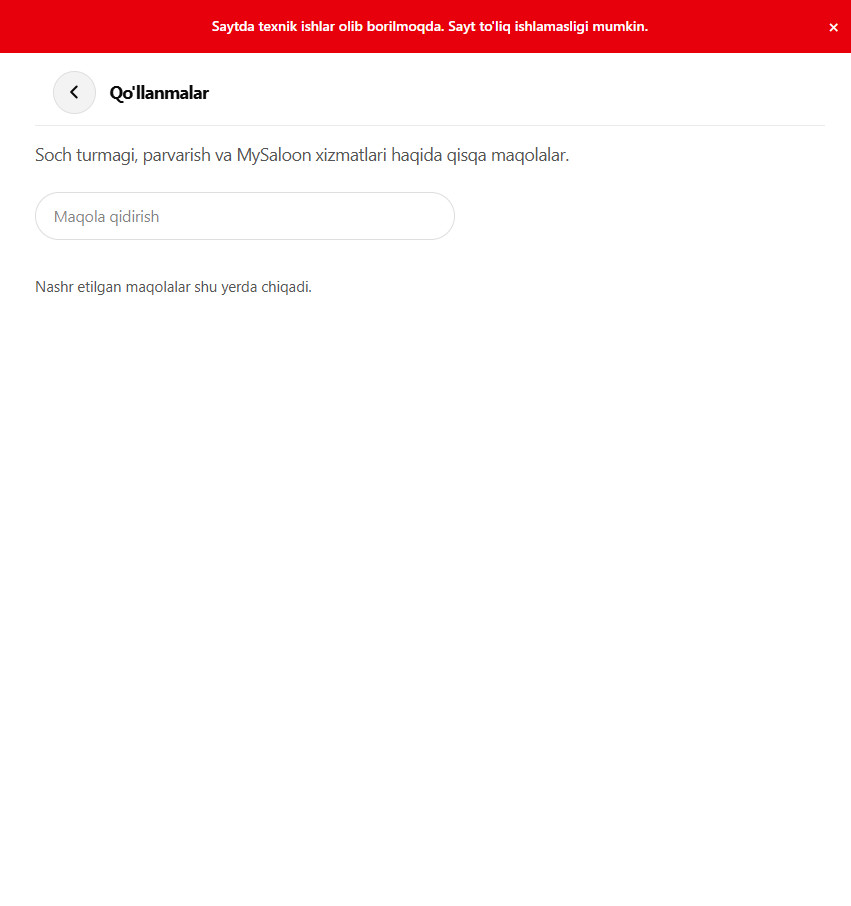 Saytda texnik ishlar olib borilmoqda. Sayt to'liq ishlamasligi mumkin.
×
Qo'llanmalar
Soch turmagi, parvarish va MySaloon xizmatlari haqida qisqa maqolalar.
Maqola qidirish
Nashr etilgan maqolalar shu yerda chiqadi.